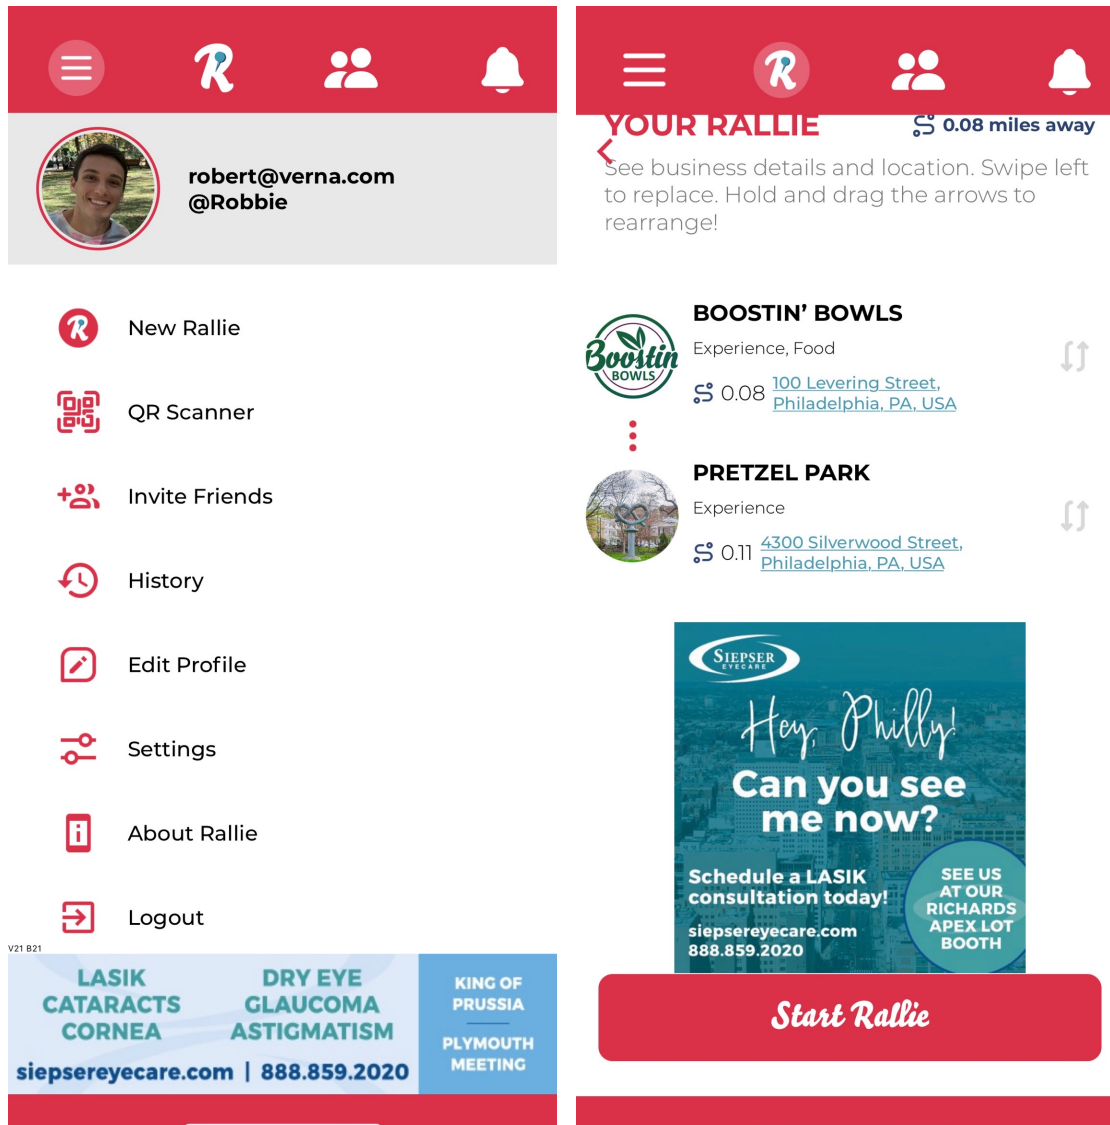 robert@verna.com
@Robbie
New Rallie
QR Scanner
Invite Friends
History
Edit Profile
Settings
About Rallie
Logout
V21 B21
LASIK
CATARACTS
CORNEA
DRY EYE
GLAUCOMA
ASTIGMATISM
siepsereyecare.com | 888.859.2020
KING OF
PRUSSIA
PLYMOUTH
MEETING
YOUR RALLIE
0.08 miles away
See business details and location. Swipe left
to replace. Hold and drag the arrows to
rearrange!
Boostin
BOWLS
BOOSTIN’ BOWLS
Experience, Food
0.08
100 Levering Street,
Philadelphia, PA, USA
PRETZEL PARK
Experience
0.11
4300 Silverwood Street,
Philadelphia, PA, USA
SIEPSER
EYECARE
Hey, Philly!
Can you see
me now?
Schedule a LASIK
consultation today!
siepsereyecare.com
888.859.2020
SEE US
AT OUR
RICHARDS
APEX LOT
BOOTH
Start Rallie